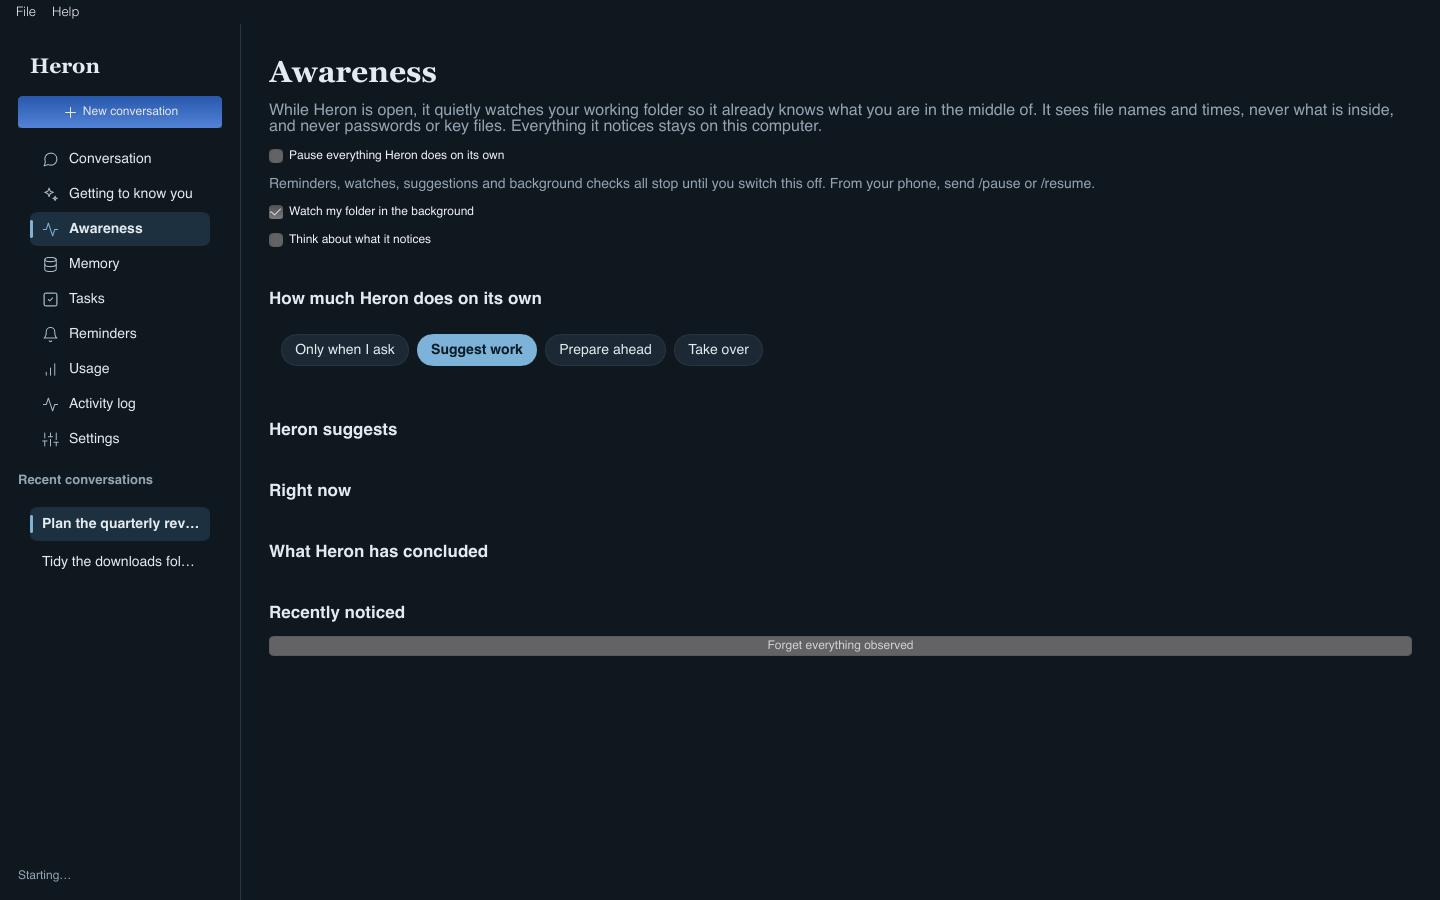 File Help
Heron
New conversation
Conversation
Getting to know you
Awareness
Memory
Tasks
Reminders
Usage
Activity log
Settings
Recent conversations
Plan the quarterly rev…
Tidy the downloads fol…
Starting…
Awareness
While Heron is open, it quietly watches your working folder so it already knows what you are in the middle of. It sees file names and times, never what is inside,
and never passwords or key files. Everything it notices stays on this computer.
Pause everything Heron does on its own
Reminders, watches, suggestions and background checks all stop until you switch this off. From your phone, send /pause or /resume.
Watch my folder in the background
Think about what it notices
How much Heron does on its own
Only when I ask Suggest work Prepare ahead Take over
Heron suggests
Right now
What Heron has concluded
Recently noticed
Forget everything observed